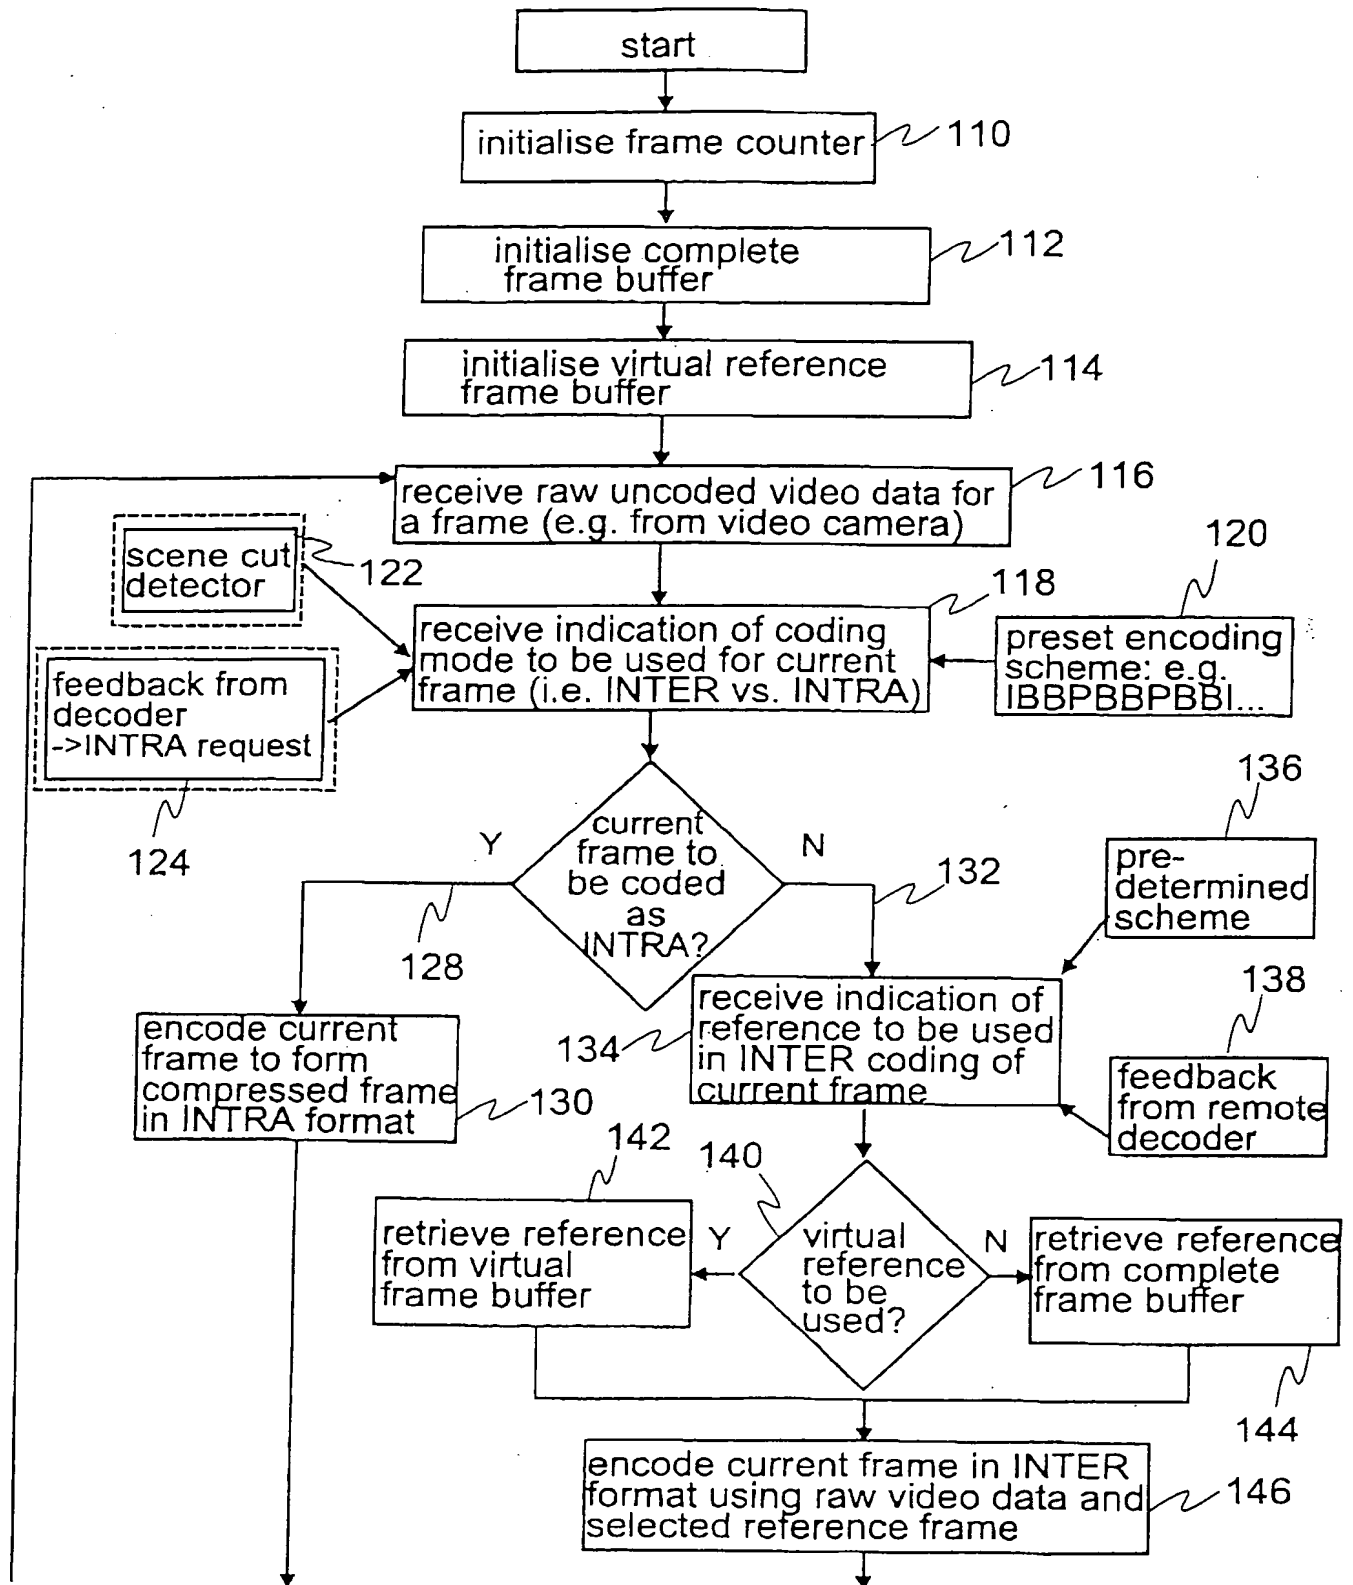 start
initialise frame counter
110
initialise complete
frame buffer
112
initialise virtual reference
frame buffer
114
receive raw uncoded video data for
a frame (e.g. from video camera)
116
scene cut
detector
122
120
118
receive indication of coding
mode to be used for current
frame (i.e. INTER vs. INTRA)
preset encoding
scheme: e.g.
IBBPBBPBBI...
feedback from
decoder
->INTRA request
124
Y
current
frame to
be coded
as
INTRA?
N
128
132
136
pre-
determined
scheme
encode current
frame to form
compressed frame
in INTRA format
130
134
receive indication of
reference to be used
in INTER coding of
current frame
138
feedback
from remote
decoder
142
140
retrieve reference
from virtual
frame buffer
Y
virtual
reference
to be
used?
N
retrieve reference
from complete
frame buffer
144
encode current frame in INTER
format using raw video data and
selected reference frame
146